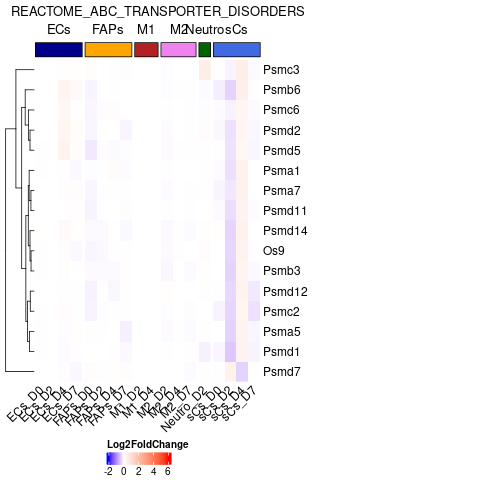 REACTOME_ABC_TRANSPORTER_DISORDERS
ECs FAPs M1 M2 Neutros sCs
Psmc3
Psmb6
Psmc6
Psmd2
Psmd5
Psma1
Psma7
Psmd11
Psmd14
Os9
Psmb3
Psmd12
Psmc2
Psma5
Psmd1
Psmd7
ECs_D0 ECs_D2 ECs_D4 ECs_D7 FAPs_D0 FAPs_D2 FAPs_D4 FAPs_D7 M1_D2 M1_D4 M2_D2 M2_D4 M2_D7 Neutro_D2 sCs_D0 sCs_D2 sCs_D4 sCs_D7
Log2FoldChange
-2 0 2 4 6